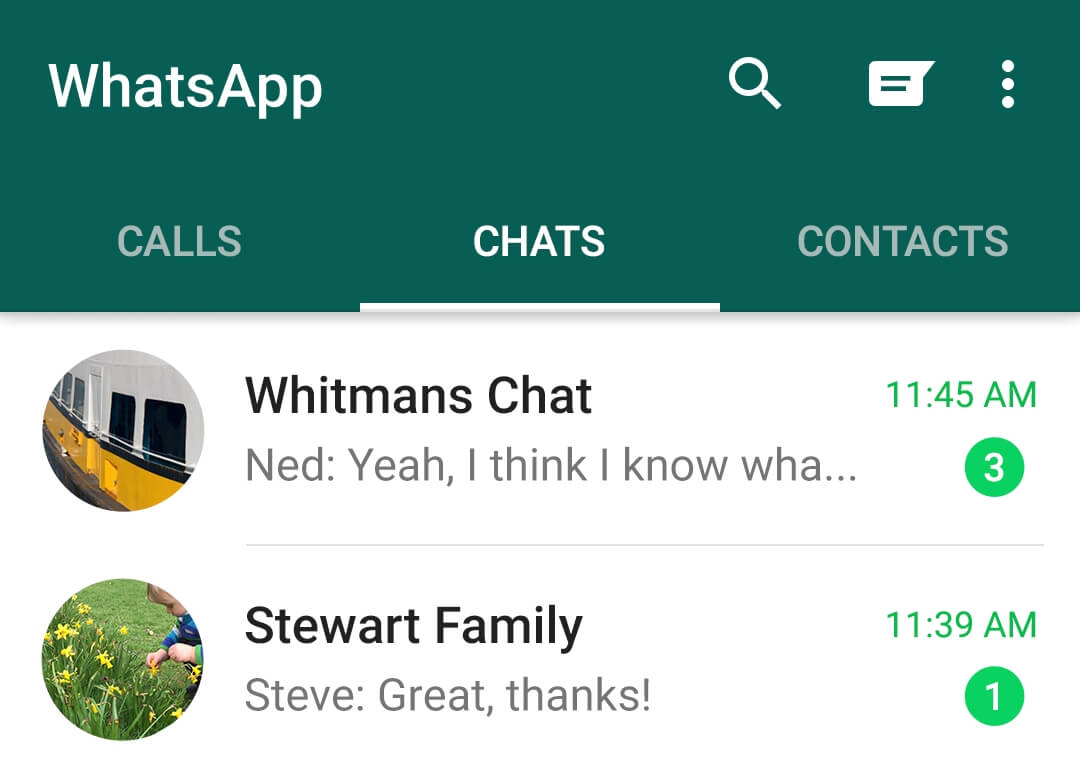 WhatsApp
CALLS CHATS CONTACTS
Whitmans Chat 11:45 AM
Ned: Yeah, I think I know wha... 3
Stewart Family 11:39 AM
Steve: Great, thanks! 1